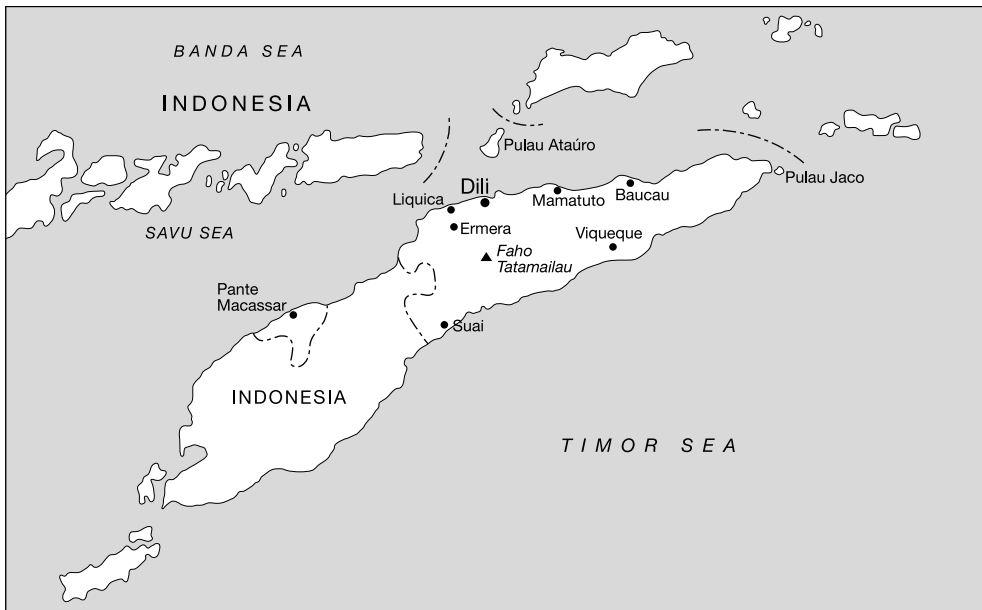 BANDA SEA
INDONESIA
Pulau Ataúro
Pulau Jaco
Dili
Liquica
Mamatuto
Baucau
SAVU SEA
Ermera
Viqueque
Faho
Tatamailau
Pante
Macassar
Suai
INDONESIA
TIMOR SEA